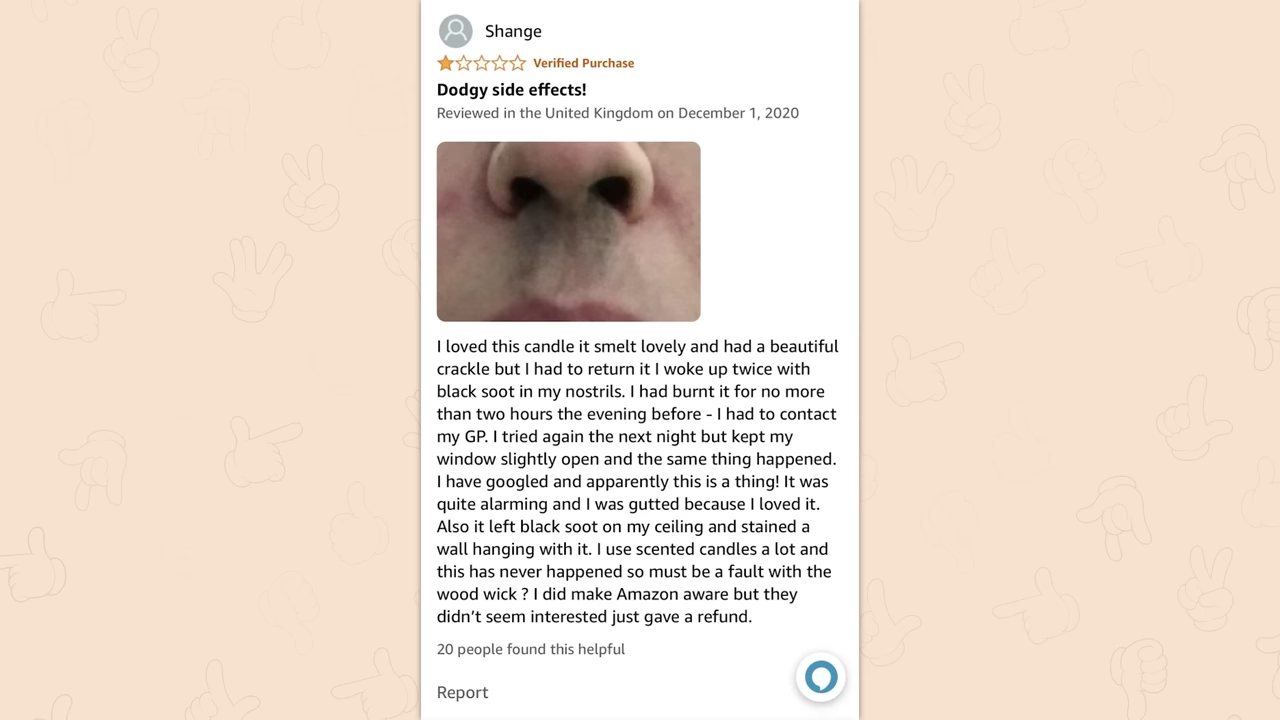 Shange
Verified Purchase
Dodgy side effects!
Reviewed in the United Kingdom on December 1, 2020
I loved this candle it smelt lovely and had a beautiful
crackle but I had to return it I woke up twice with
black soot in my nostrils. I had burnt it for no more
than two hours the evening before - I had to contact
my GP. I tried again the next night but kept my
window slightly open and the same thing happened.
I have googled and apparently this is a thing! It was
quite alarming and I was gutted because I loved it.
Also it left black soot on my ceiling and stained a
wall hanging with it. I use scented candles a lot and
this has never happened so must be a fault with the
wood wick ? I did make Amazon aware but they
didn’t seem interested just gave a refund.
20 people found this helpful
Report